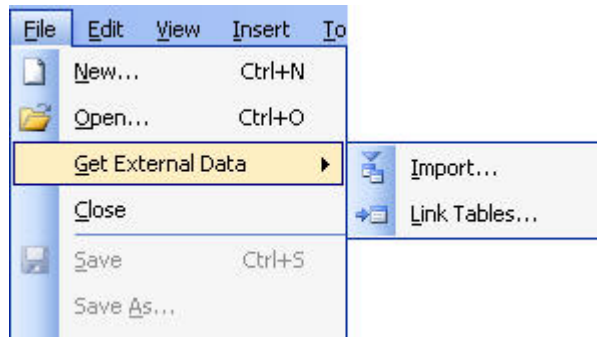 File Edit View Insert To
New... Ctrl+N
Open... Ctrl+O
Get External Data
Import...
Close
Link Tables...
Save Ctrl+S
Save As...